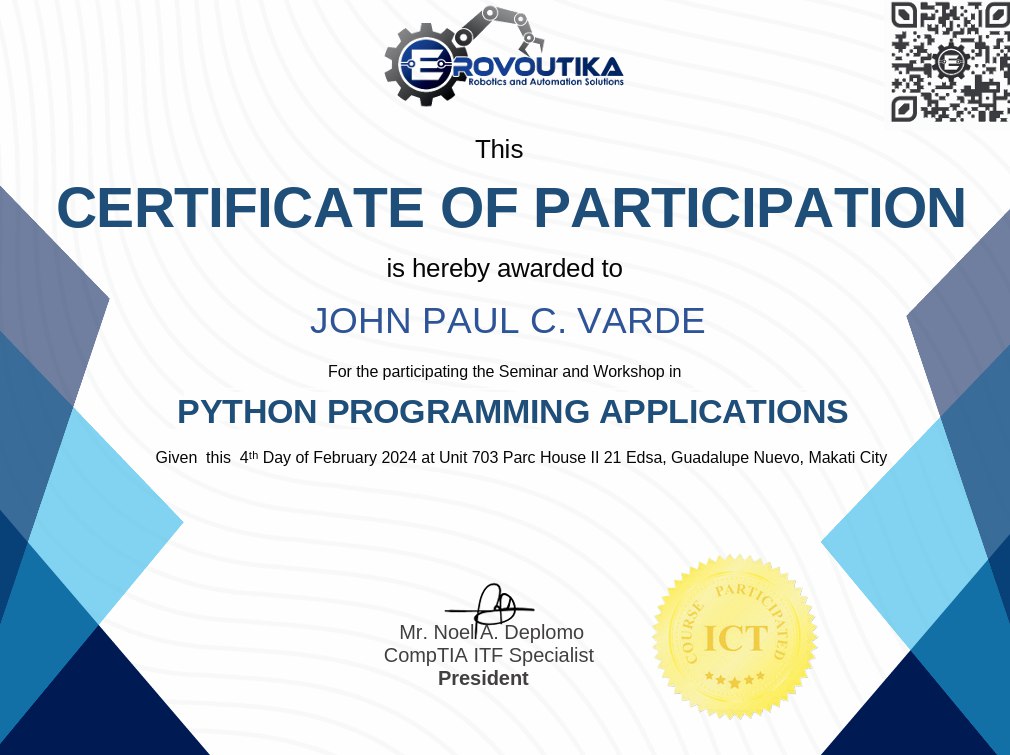 EROVOUTIKA
Robotics and Automation Solutions
This
CERTIFICATE OF PARTICIPATION
is hereby awarded to
JOHN PAUL C. VARDE
For the participating the Seminar and Workshop in
PYTHON PROGRAMMING APPLICATIONS
Given this 4th Day of February 2024 at Unit 703 Parc House II 21 Edsa, Guadalupe Nuevo, Makati City
Mr. Noel A. Deplomo
CompTIA ITF Specialist
President
COURSE PARTICIPATED
ICT